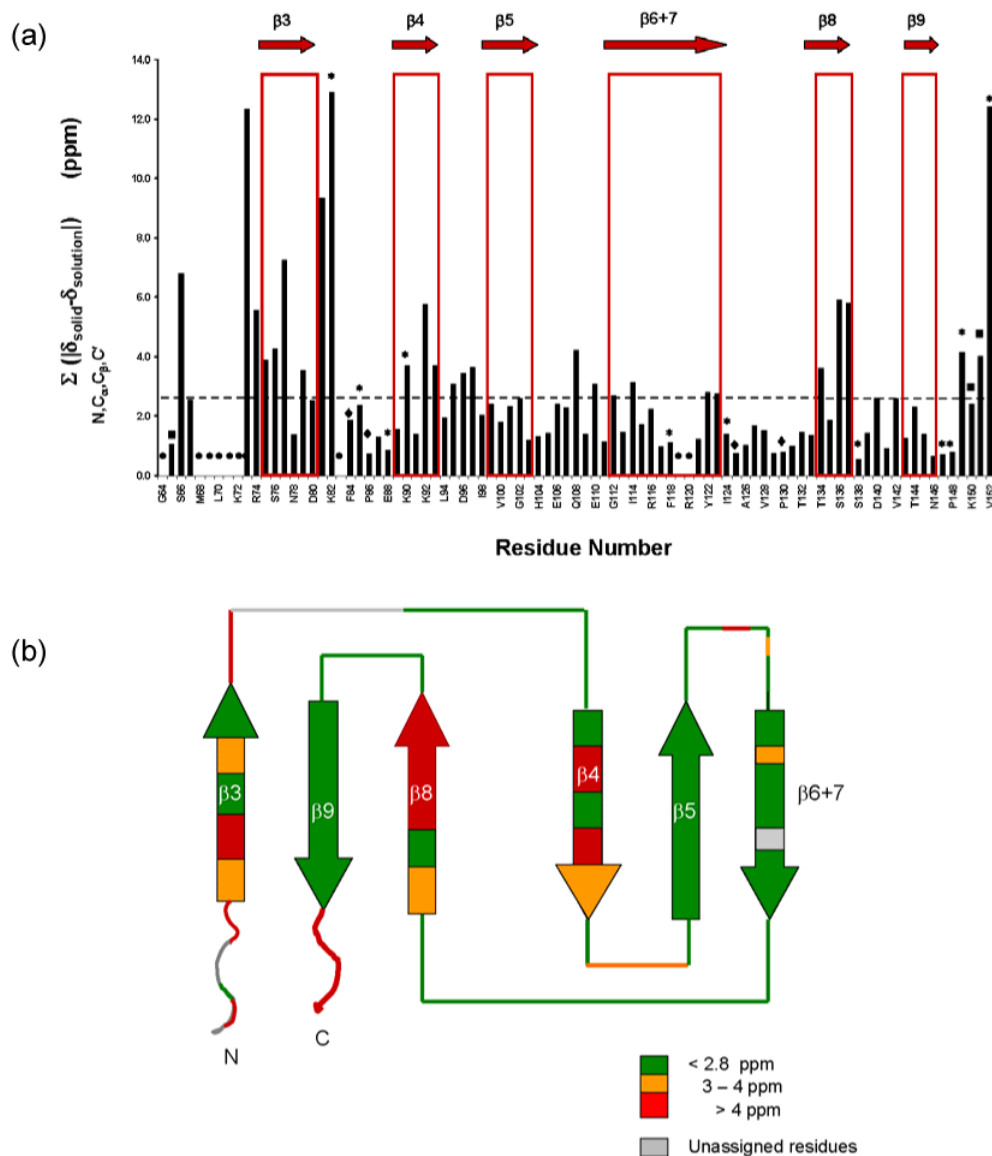 (a)
β3 β4 β5 β6+7 β8 β9
14.0
12.0
10.0
8.0
6.0
4.0
2.0
0.0
Σ (|δsolid-δsolution|) (ppm)
N,Cα,Cβ,C'
G64 S66 M68 L70 K72 R74 S76 N78 D80 K82 F84 P86 E88 K90 K92 L94 D96 I98 V100 G102 H104 E106 Q108 E110 G112 I114 R116 F118 R120 Y122 I124 A126 V128 P130 T132 T134 S136 S138 D140 V142 T144 N146 P148 K150 V152
Residue Number
(b)
β3 β9 β8 β4 β5 β6+7
N C
< 2.8 ppm
3 – 4 ppm
> 4 ppm
Unassigned residues